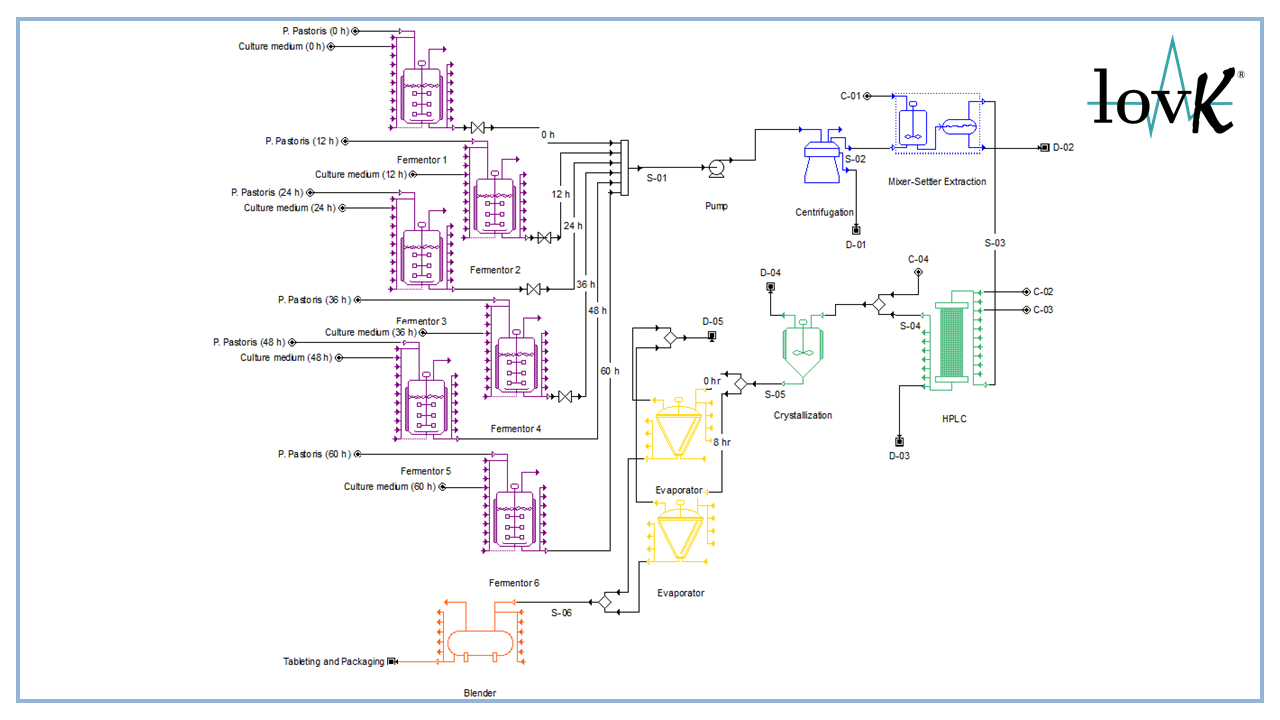 P. Pastoris (0 h)
Culture medium (0 h)
lovK®
C-01
0 h
P. Pastoris (12 h )
Fermentor 1
S-02
D-02
Culture medium (12 h)
S-01
Mixer-Settler Extraction
P. Pastoris (24 h )
12 h
Pump
Culture medium (24 h)
Centrifugation
24 h
D-01
S-03
Fermentor 2
D-04
C-04
36 h
C-02
P. Pastoris (36 h )
48 h
C-03
Fermentor 3
D-05
S-04
Culture medium (36 h)
P. Pastoris (48 h )
Culture medium (48 h)
60 h
0 hr
S-05
Crystallization
HPLC
Fermentor 4
8 hr
P. Pastoris (60 h )
D-03
Fermentor 5
Culture medium (60 h)
Evaporator
Fermentor 6
Evaporator
S-06
Tableting and Packaging
Blender